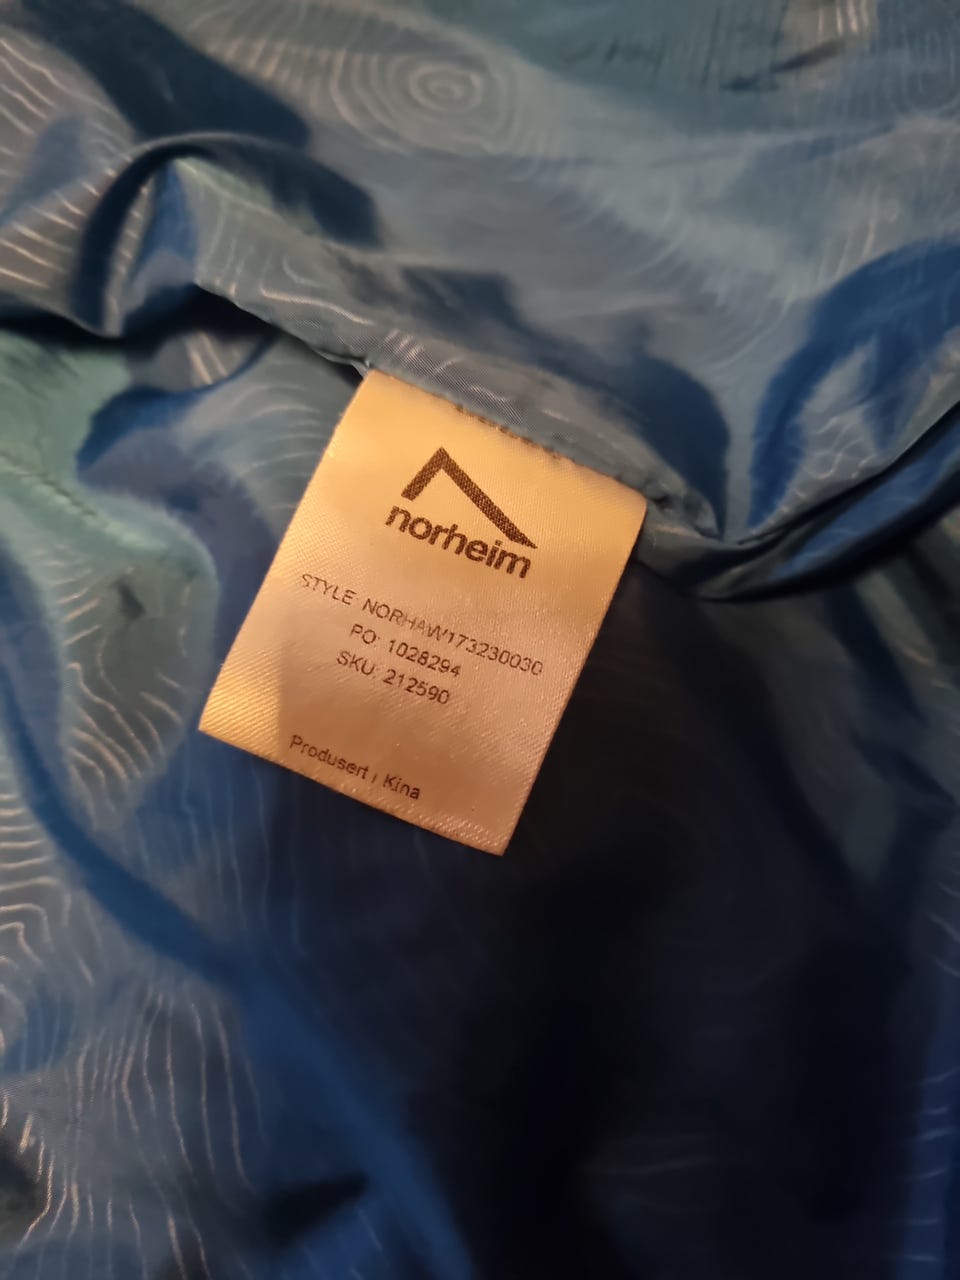 norheim
STYLE: NORHAW173230030
PO: 1028294
SKU: 212590
Produsert i Kina